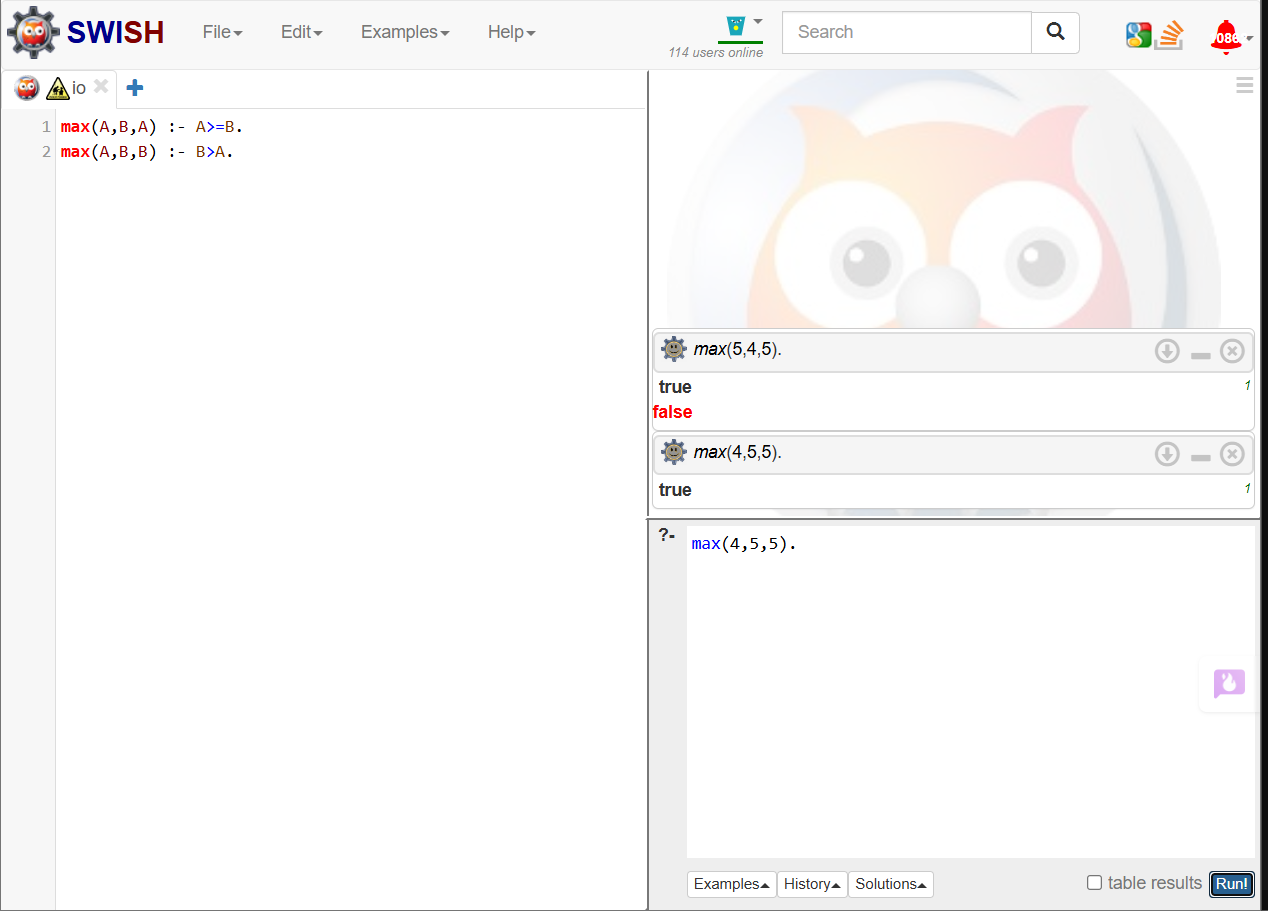 SWISH File Edit Examples Help Search
114 users online
io
1 max(A,B,A) :- A>=B.
2 max(A,B,B) :- B>A.
max(5,4,5).
true 1
false
max(4,5,5).
true 1
?- max(4,5,5).
Examples History Solutions table results Run!